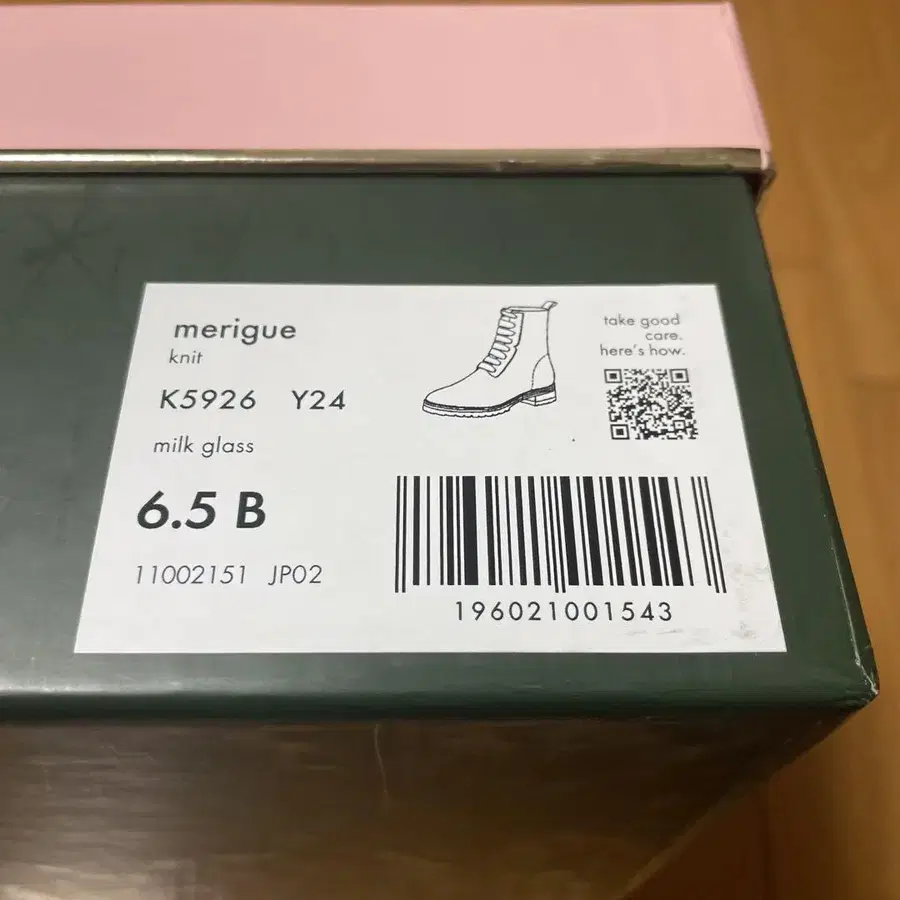 merigue
knit
K5926 Y24
milk glass
6.5 B
11002151 JP02
take good
care.
here's how.
196021001543